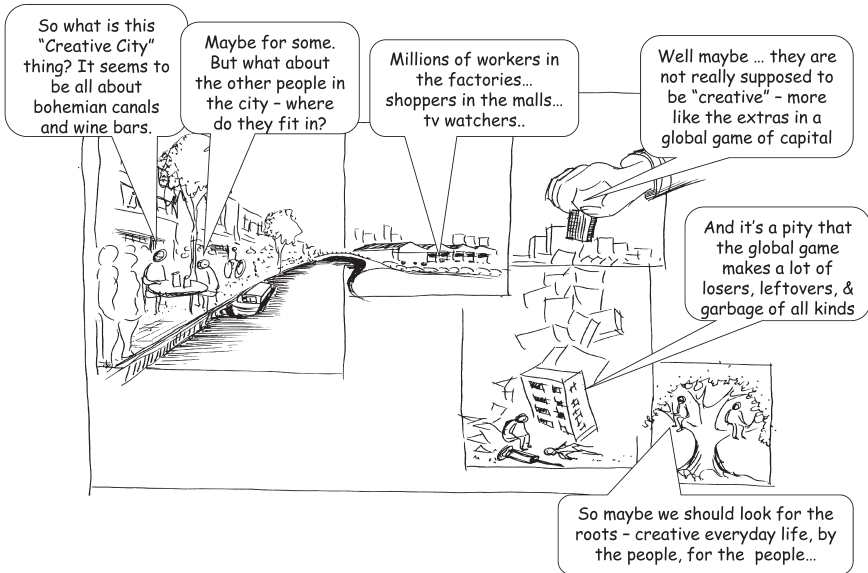 So what is this
“Creative City”
thing? It seems to
be all about
bohemian canals
and wine bars.
Maybe for some.
But what about
the other people in
the city – where
do they fit in?
Millions of workers in
the factories...
shoppers in the malls...
tv watchers..
Well maybe ... they are
not really supposed to
be “creative” – more
like the extras in a
global game of capital
And it’s a pity that
the global game
makes a lot of
losers, leftovers, &
garbage of all kinds
So maybe we should look for the
roots – creative everyday life, by
the people, for the  people...